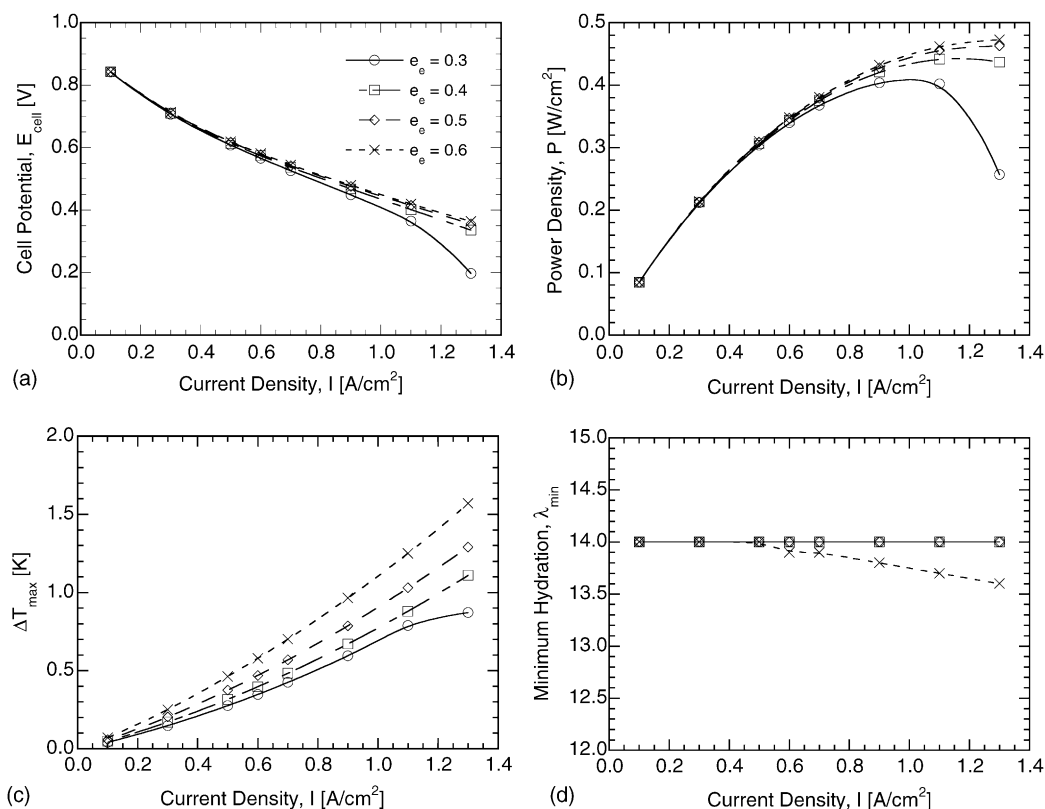 1.0
0.8
0.6
0.4
0.2
0.0
Cell Potential, E_cell [V]
e_e = 0.3
e_e = 0.4
e_e = 0.5
e_e = 0.6
0.0 0.2 0.4 0.6 0.8 1.0 1.2 1.4
(a) Current Density, I [A/cm²]
0.5
0.4
0.3
0.2
0.1
0.0
Power Density, P [W/cm²]
0.0 0.2 0.4 0.6 0.8 1.0 1.2 1.4
(b) Current Density, I [A/cm²]
2.0
1.5
1.0
0.5
0.0
ΔT_max [K]
0.0 0.2 0.4 0.6 0.8 1.0 1.2 1.4
(c) Current Density, I [A/cm²]
15.0
14.5
14.0
13.5
13.0
12.5
12.0
Minimum Hydration, λ_min
0.0 0.2 0.4 0.6 0.8 1.0 1.2 1.4
(d) Current Density, I [A/cm²]